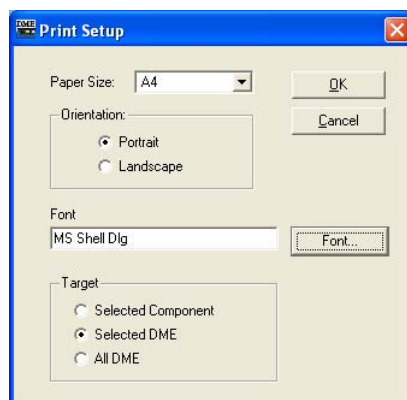 DME Print Setup
Paper Size: A4 OK
Orientation: Cancel
Portrait
Landscape
Font
MS Shell Dlg Font...
Target
Selected Component
Selected DME
All DME